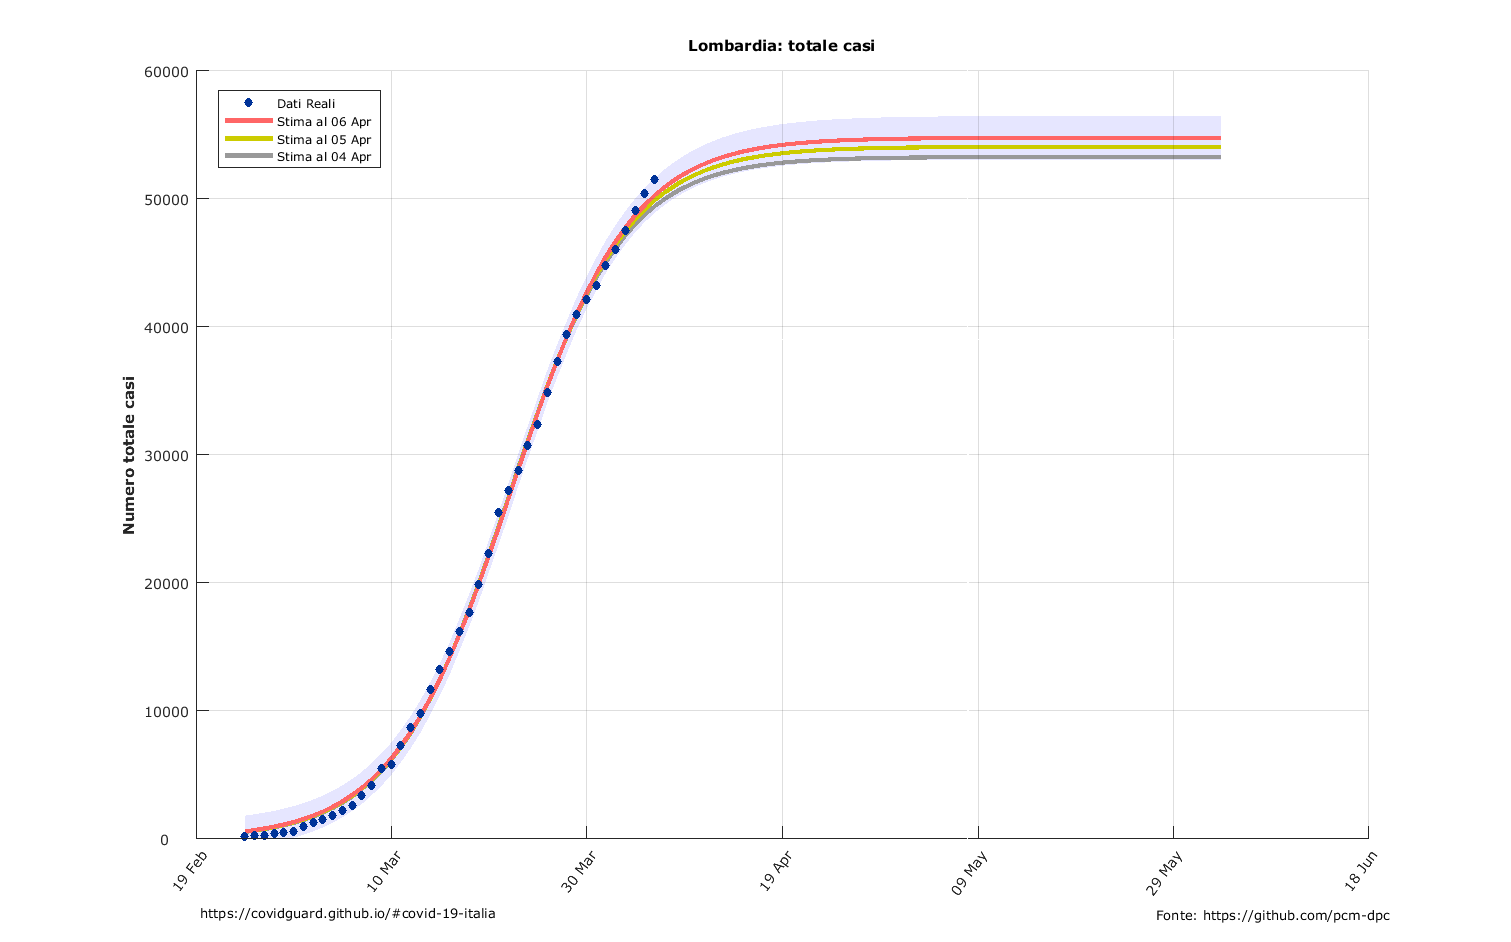 Lombardia: totale casi
60000
50000
40000
30000
20000
10000
0
Numero totale casi
Dati Reali
Stima al 06 Apr
Stima al 05 Apr
Stima al 04 Apr
19 Feb
10 Mar
30 Mar
19 Apr
09 May
29 May
18 Jun
https://covidguard.github.io/#covid-19-italia
Fonte: https://github.com/pcm-dpc